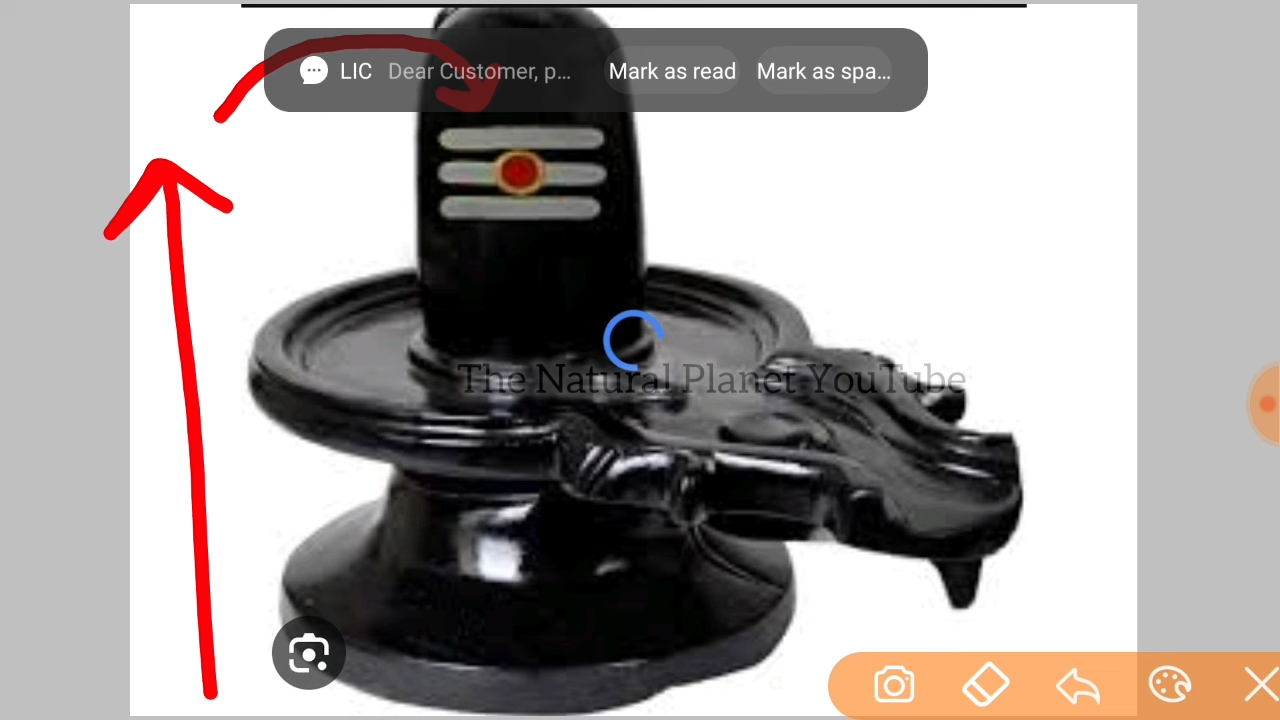 LIC Dear Customer, p... Mark as read Mark as spa...
The Natural Planet YouTube